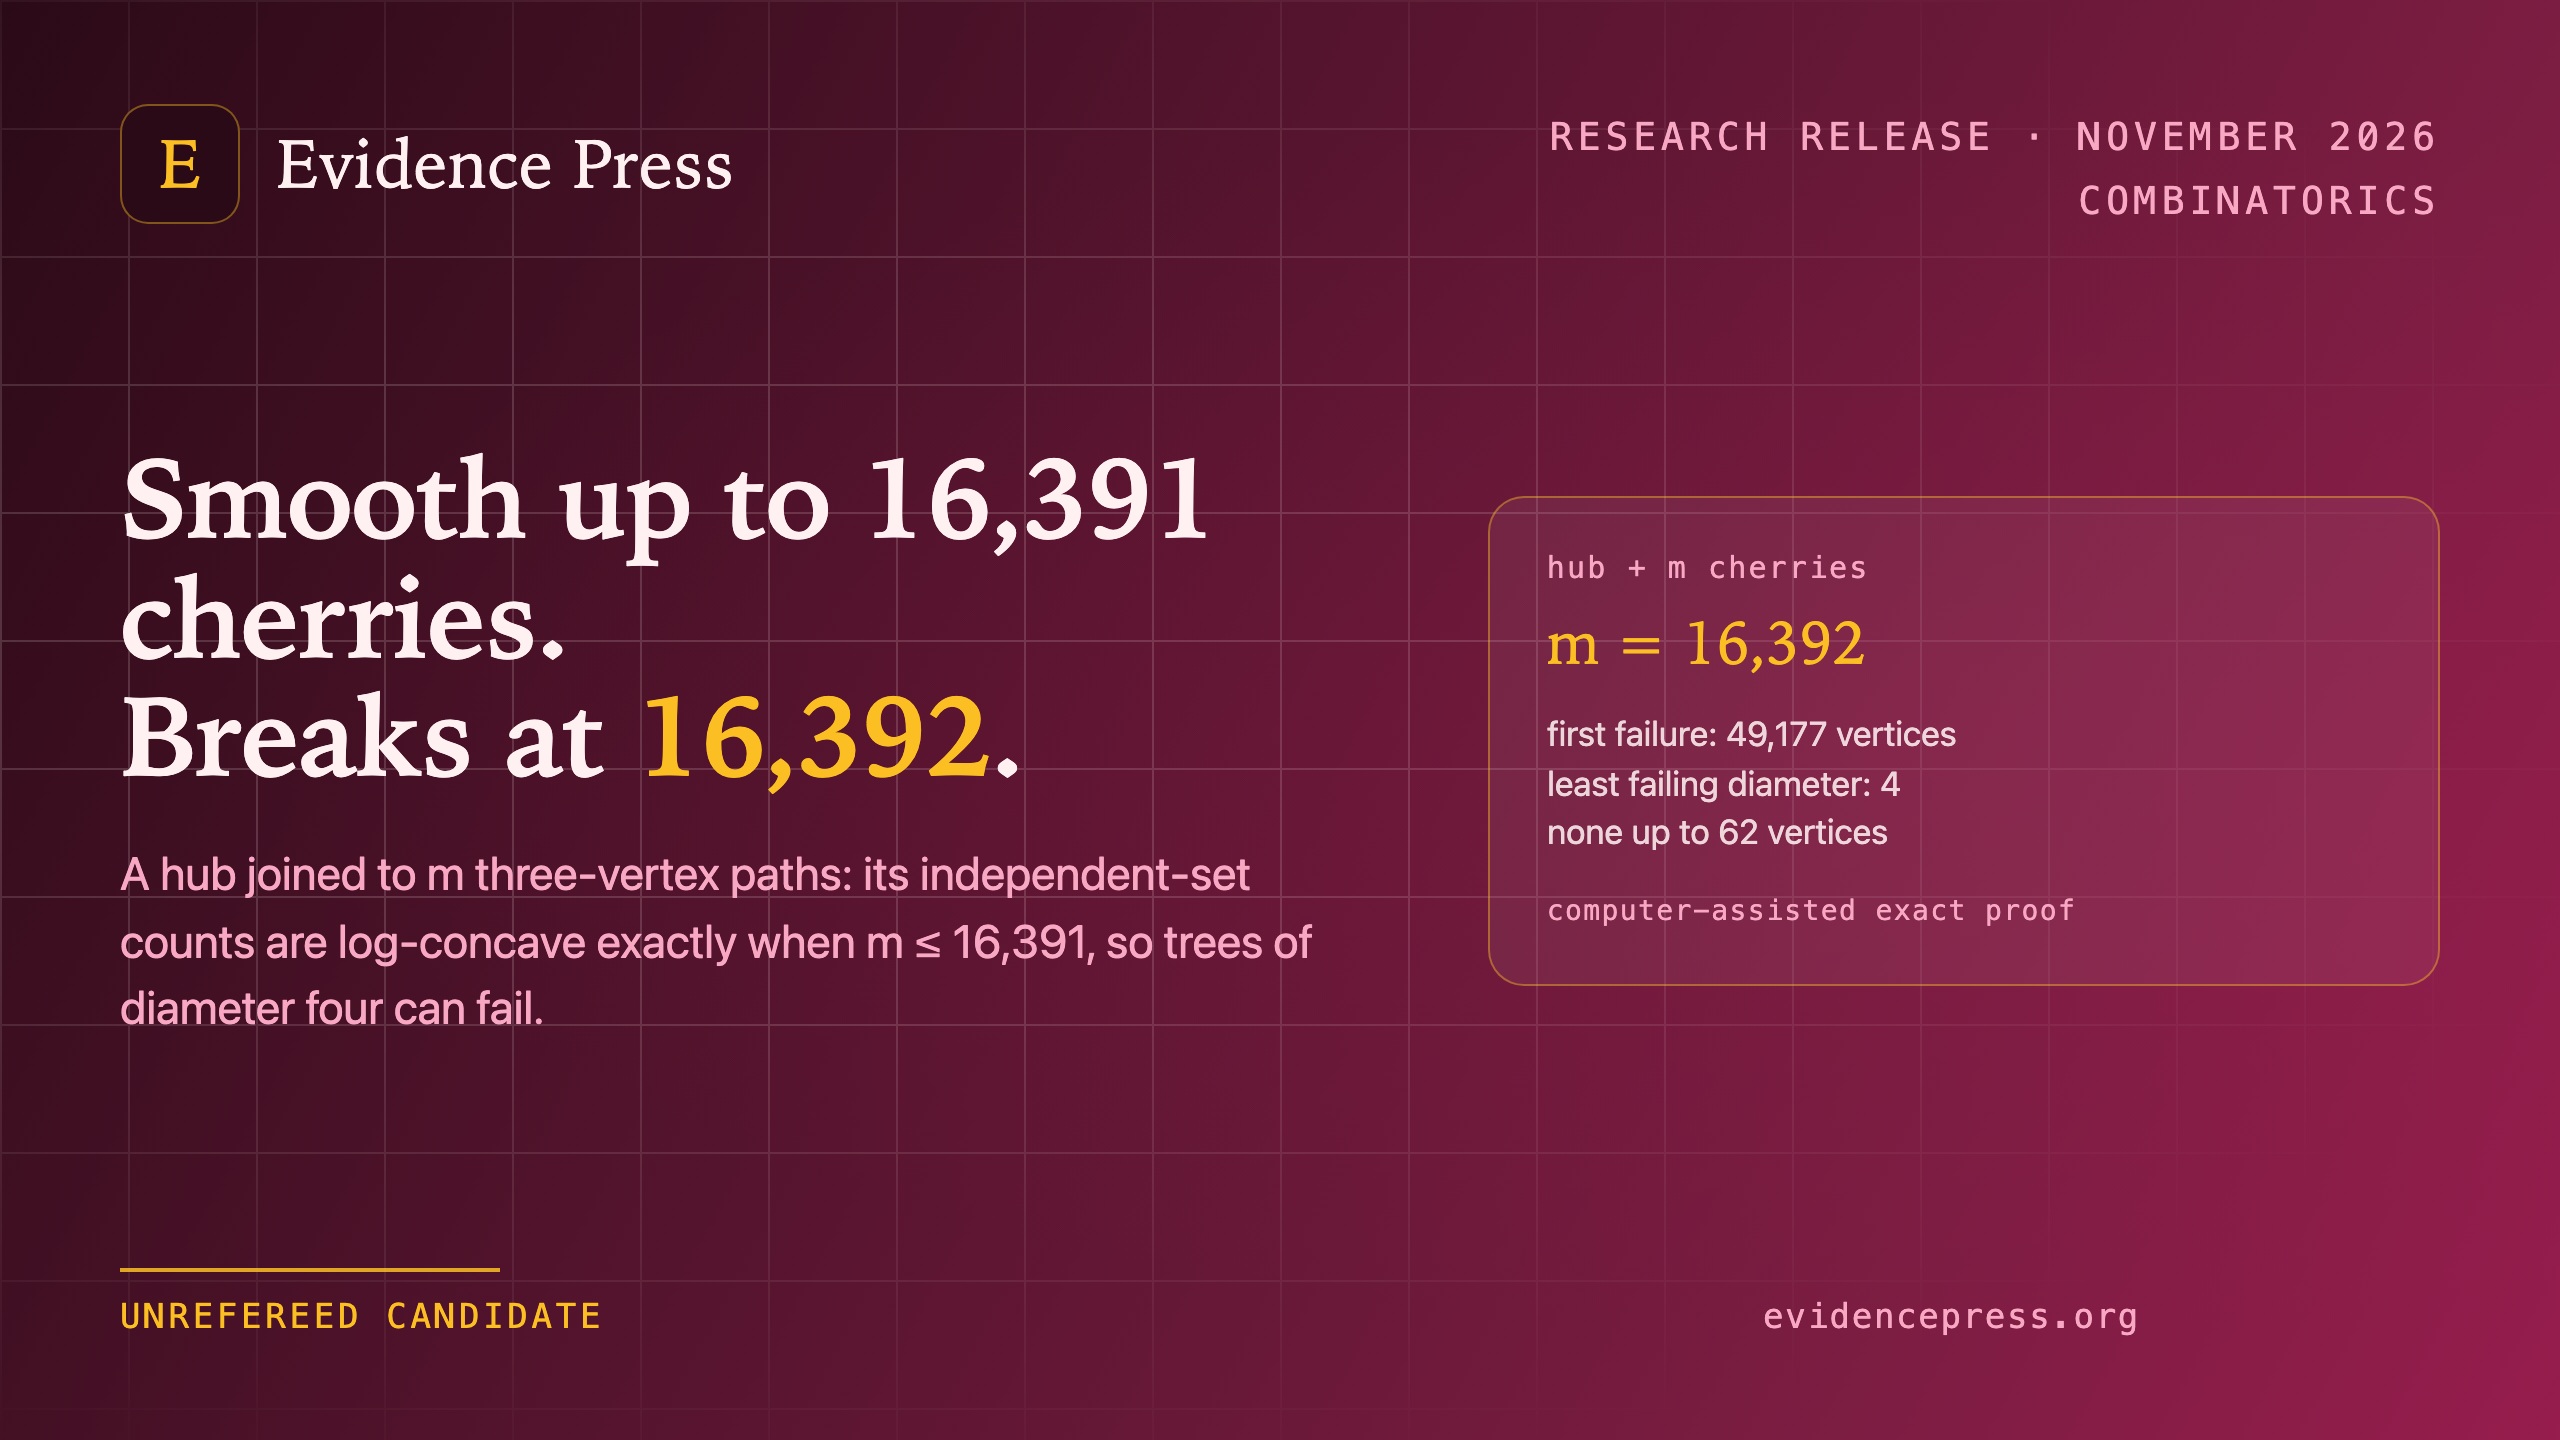 E
Evidence Press
RESEARCH RELEASE · NOVEMBER 2026
COMBINATORICS
Smooth up to 16,391
cherries.
Breaks at 16,392.
A hub joined to m three-vertex paths: its independent-set
counts are log-concave exactly when m ≤ 16,391, so trees of
diameter four can fail.
hub + m cherries
m = 16,392
first failure: 49,177 vertices
least failing diameter: 4
none up to 62 vertices
computer-assisted exact proof
UNREFEREED CANDIDATE
evidencepress.org